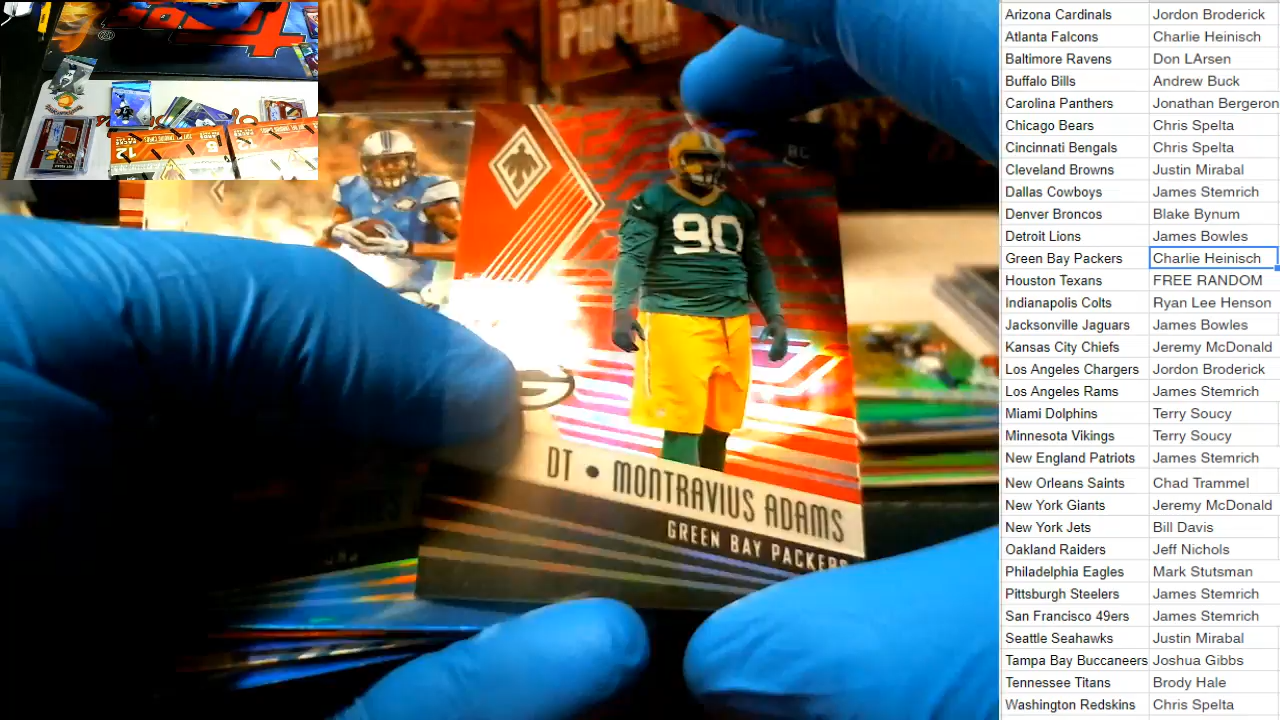 PHOENIX
2017
90
DT • MONTRAVIUS ADAMS
GREEN BAY PACKERS
12
6
12
Arizona Cardinals Jordon Broderick
Atlanta Falcons Charlie Heinisch
Baltimore Ravens Don LArsen
Buffalo Bills Andrew Buck
Carolina Panthers Jonathan Bergeron
Chicago Bears Chris Spelta
Cincinnati Bengals Chris Spelta
Cleveland Browns Justin Mirabal
Dallas Cowboys James Stemrich
Denver Broncos Blake Bynum
Detroit Lions James Bowles
Green Bay Packers Charlie Heinisch
Houston Texans FREE RANDOM
Indianapolis Colts Ryan Lee Henson
Jacksonville Jaguars James Bowles
Kansas City Chiefs Jeremy McDonald
Los Angeles Chargers Jordon Broderick
Los Angeles Rams James Stemrich
Miami Dolphins Terry Soucy
Minnesota Vikings Terry Soucy
New England Patriots James Stemrich
New Orleans Saints Chad Trammel
New York Giants Jeremy McDonald
New York Jets Bill Davis
Oakland Raiders Jeff Nichols
Philadelphia Eagles Mark Stutsman
Pittsburgh Steelers James Stemrich
San Francisco 49ers James Stemrich
Seattle Seahawks Justin Mirabal
Tampa Bay Buccaneers Joshua Gibbs
Tennessee Titans Brody Hale
Washington Redskins Chris Spelta